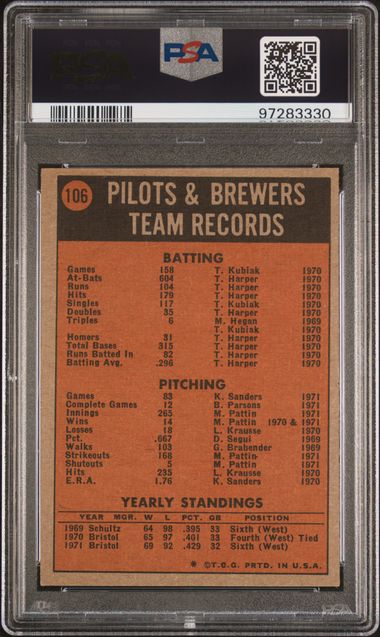 PSA
97283330
106 PILOTS & BREWERS
TEAM RECORDS
BATTING
Games 158 T. Kubiak 1970
At-Bats 604 T. Harper 1970
Runs 104 T. Harper 1970
Hits 179 T. Harper 1970
Singles 117 T. Kubiak 1970
Doubles 35 T. Harper 1970
Triples 6 M. Hegan 1969
T. Kubiak 1970
Homers 31 T. Harper 1970
Total Bases 315 T. Harper 1970
Runs Batted In 82 T. Harper 1970
Batting Avg. .296 T. Harper 1970
PITCHING
Games 83 K. Sanders 1971
Complete Games 12 B. Parsons 1971
Innings 265 M. Pattin 1971
Wins 14 M. Pattin 1970 & 1971
Losses 18 L. Krausse 1970
Pct. .667 D. Segui 1969
Walks 103 G. Brabender 1969
Strikeouts 168 M. Pattin 1971
Shutouts 5 M. Pattin 1971
Hits 235 L. Krausse 1970
E.R.A. 1.76 K. Sanders 1970
YEARLY STANDINGS
YEAR MGR. W L PCT. GB POSITION
1969 Schultz 64 98 .395 33 Sixth (West)
1970 Bristol 65 97 .401 33 Fourth (West) Tied
1971 Bristol 69 92 .429 32 Sixth (West)
* ©T.C.G. PRTD. IN U.S.A.